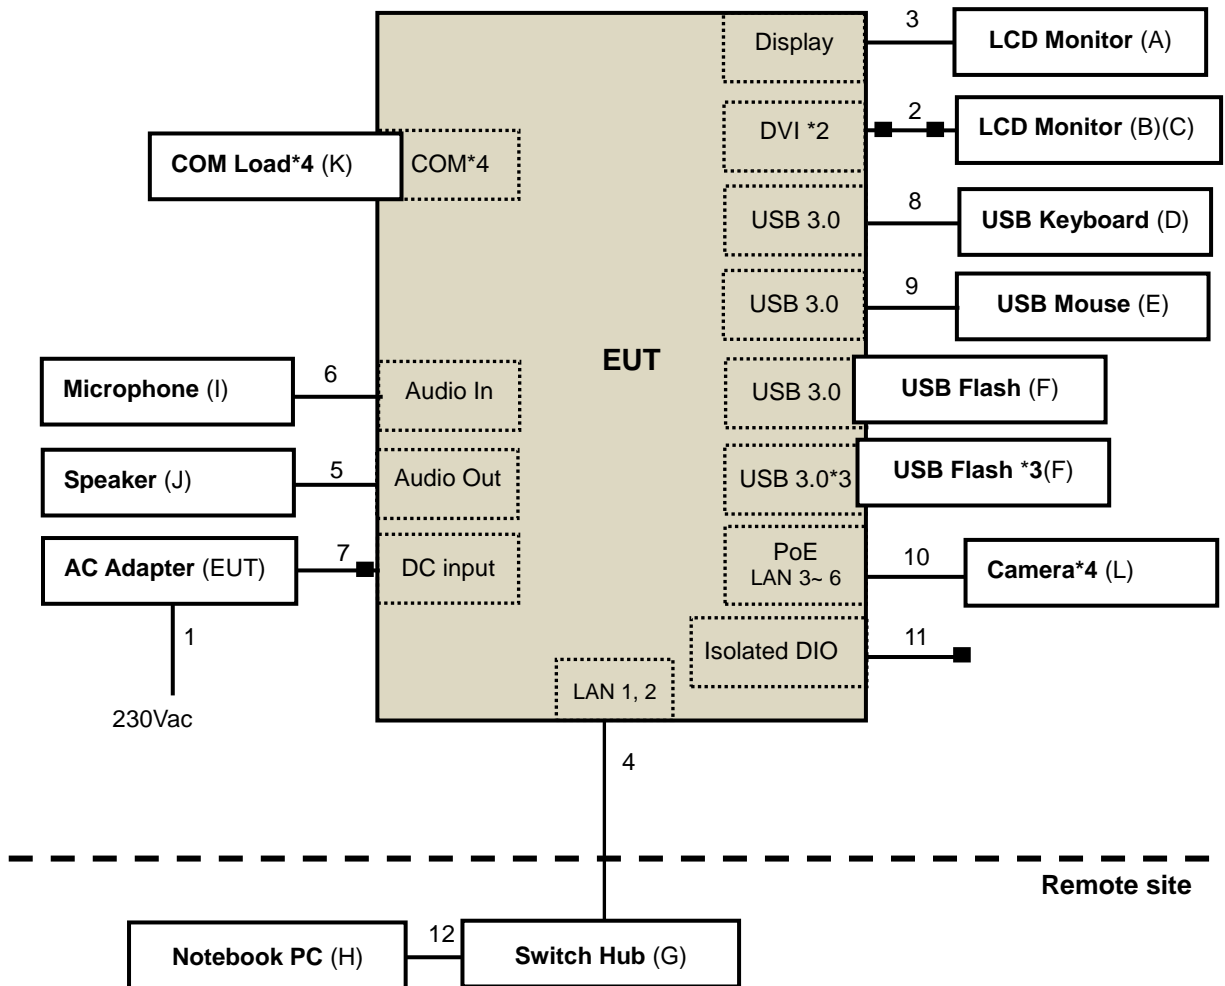 3
Display
LCD Monitor (A)
2
DVI *2
LCD Monitor (B)(C)
COM Load*4 (K)
COM*4
8
USB 3.0
USB Keyboard (D)
9
USB 3.0
USB Mouse (E)
EUT
6
Microphone (I)
Audio In
USB 3.0
USB Flash (F)
5
Speaker (J)
Audio Out
USB 3.0*3
USB Flash *3(F)
7
AC Adapter (EUT)
DC input
PoE
LAN 3~ 6
10
Camera*4 (L)
1
Isolated DIO
11
LAN 1, 2
230Vac
4
Remote site
12
Notebook PC (H)
Switch Hub (G)